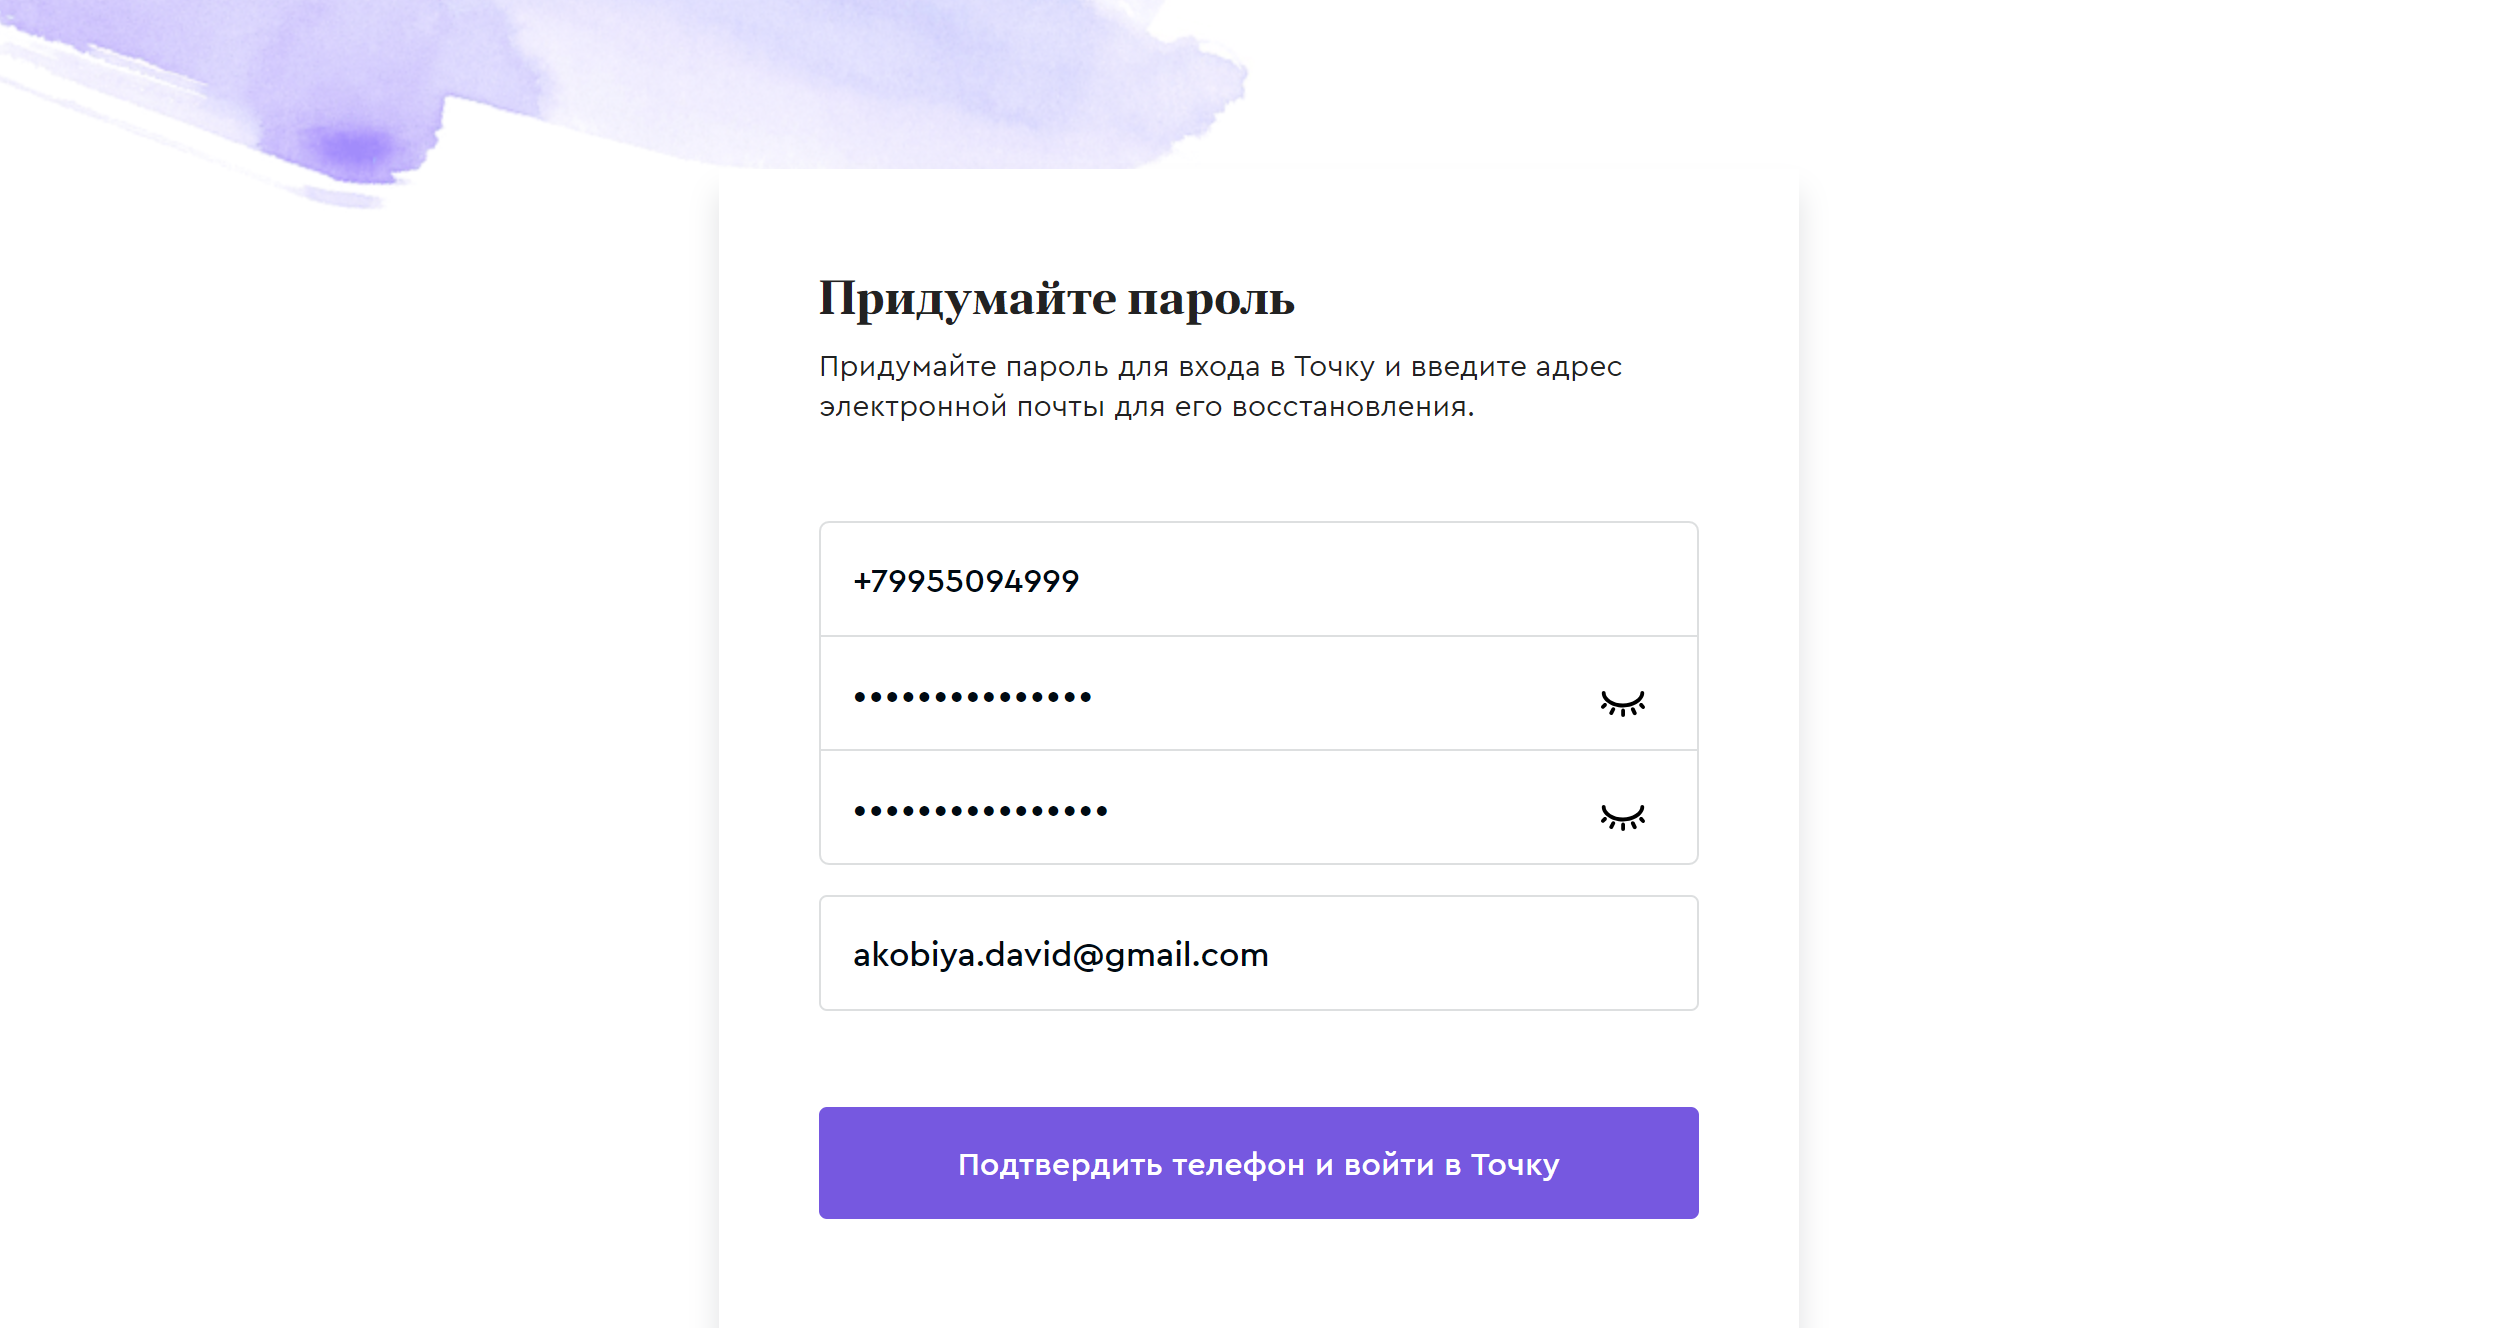 Придумайте пароль
Придумайте пароль для входа в Точку и введите адрес
электронной почты для его восстановления.
+79955094999
•••••••••••••••
••••••••••••••••
akobiya.david@gmail.com
Подтвердить телефон и войти в Точку